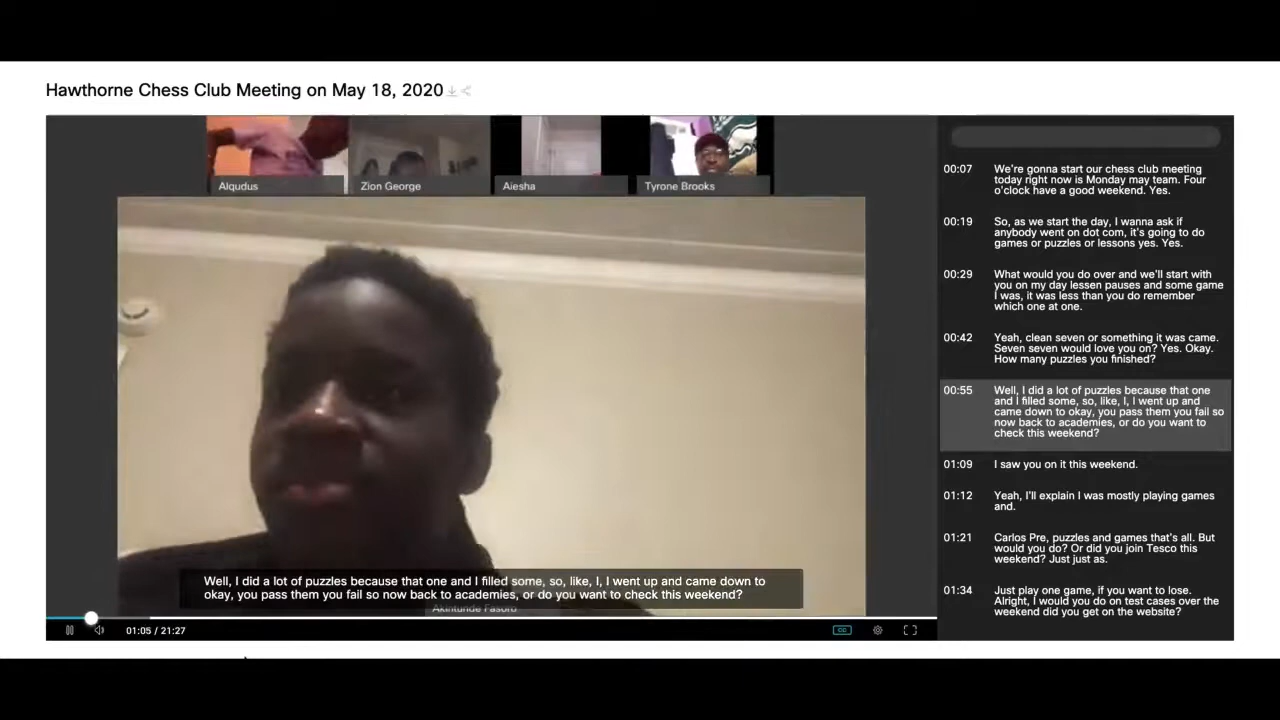 Hawthorne Chess Club Meeting on May 18, 2020
Alqudus
Zion George
Aiesha
Tyrone Brooks
Well, I did a lot of puzzles because that one and I filled some, so, like, I, I went up and came down to
okay, you pass them you fail so now back to academies, or do you want to check this weekend?
Akintunde Fasoro
01:05 / 21:27
CC
00:07
We're gonna start our chess club meeting
today right now is Monday may team. Four
o'clock have a good weekend. Yes.
00:19
So, as we start the day, I wanna ask if
anybody went on dot com, it's going to do
games or puzzles or lessons yes. Yes.
00:29
What would you do over and we'll start with
you on my day lessen pauses and some game
I was, it was less than you do remember
which one at one.
00:42
Yeah, clean seven or something it was came.
Seven seven would love you on? Yes. Okay.
How many puzzles you finished?
00:55
Well, I did a lot of puzzles because that one
and I filled some, so, like, I, I went up and
came down to okay, you pass them you fail so
now back to academies, or do you want to
check this weekend?
01:09
I saw you on it this weekend.
01:12
Yeah, I'll explain I was mostly playing games
and.
01:21
Carlos Pre, puzzles and games that's all. But
would you do? Or did you join Tesco this
weekend? Just just as.
01:34
Just play one game, if you want to lose.
Alright, I would you do on test cases over the
weekend did you get on the website?